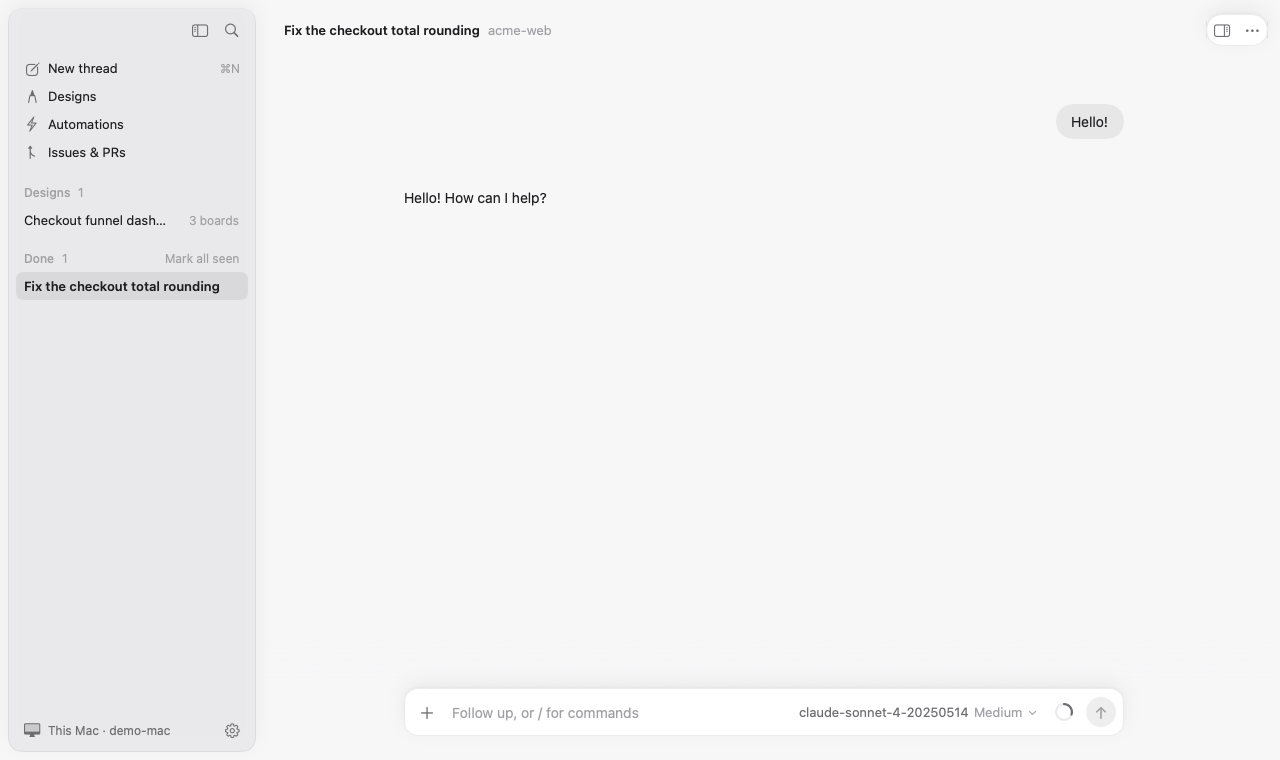 Fix the checkout total rounding acme-web
New thread ⌘N
Designs
Automations
Issues & PRs
Designs 1
Checkout funnel dash... 3 boards
Done 1 Mark all seen
Fix the checkout total rounding
This Mac · demo-mac
Hello!
Hello! How can I help?
Follow up, or / for commands claude-sonnet-4-20250514 Medium